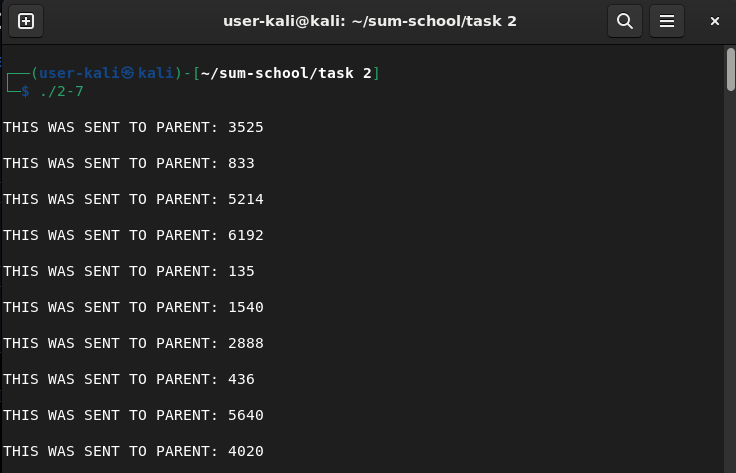 user-kali@kali: ~/sum-school/task 2
┌──(user-kali㉿kali)-[~/sum-school/task 2]
└─$ ./2-7
THIS WAS SENT TO PARENT: 3525
THIS WAS SENT TO PARENT: 833
THIS WAS SENT TO PARENT: 5214
THIS WAS SENT TO PARENT: 6192
THIS WAS SENT TO PARENT: 135
THIS WAS SENT TO PARENT: 1540
THIS WAS SENT TO PARENT: 2888
THIS WAS SENT TO PARENT: 436
THIS WAS SENT TO PARENT: 5640
THIS WAS SENT TO PARENT: 4020